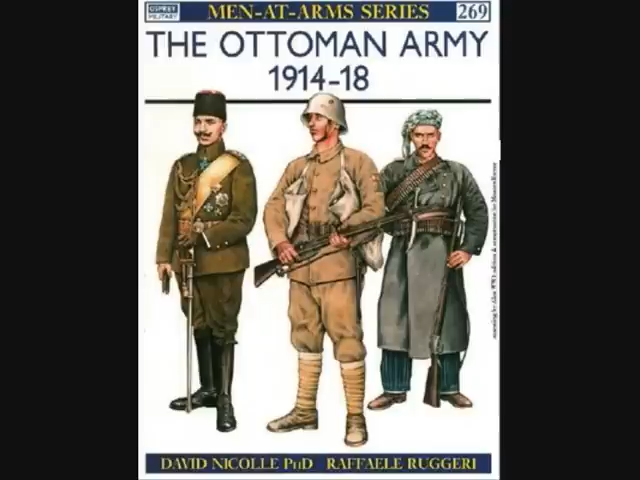 OSPREY
MILITARY
MEN-AT-ARMS SERIES
269
THE OTTOMAN ARMY
1914-18
DAVID NICOLLE PHD RAFFAELE RUGGERI